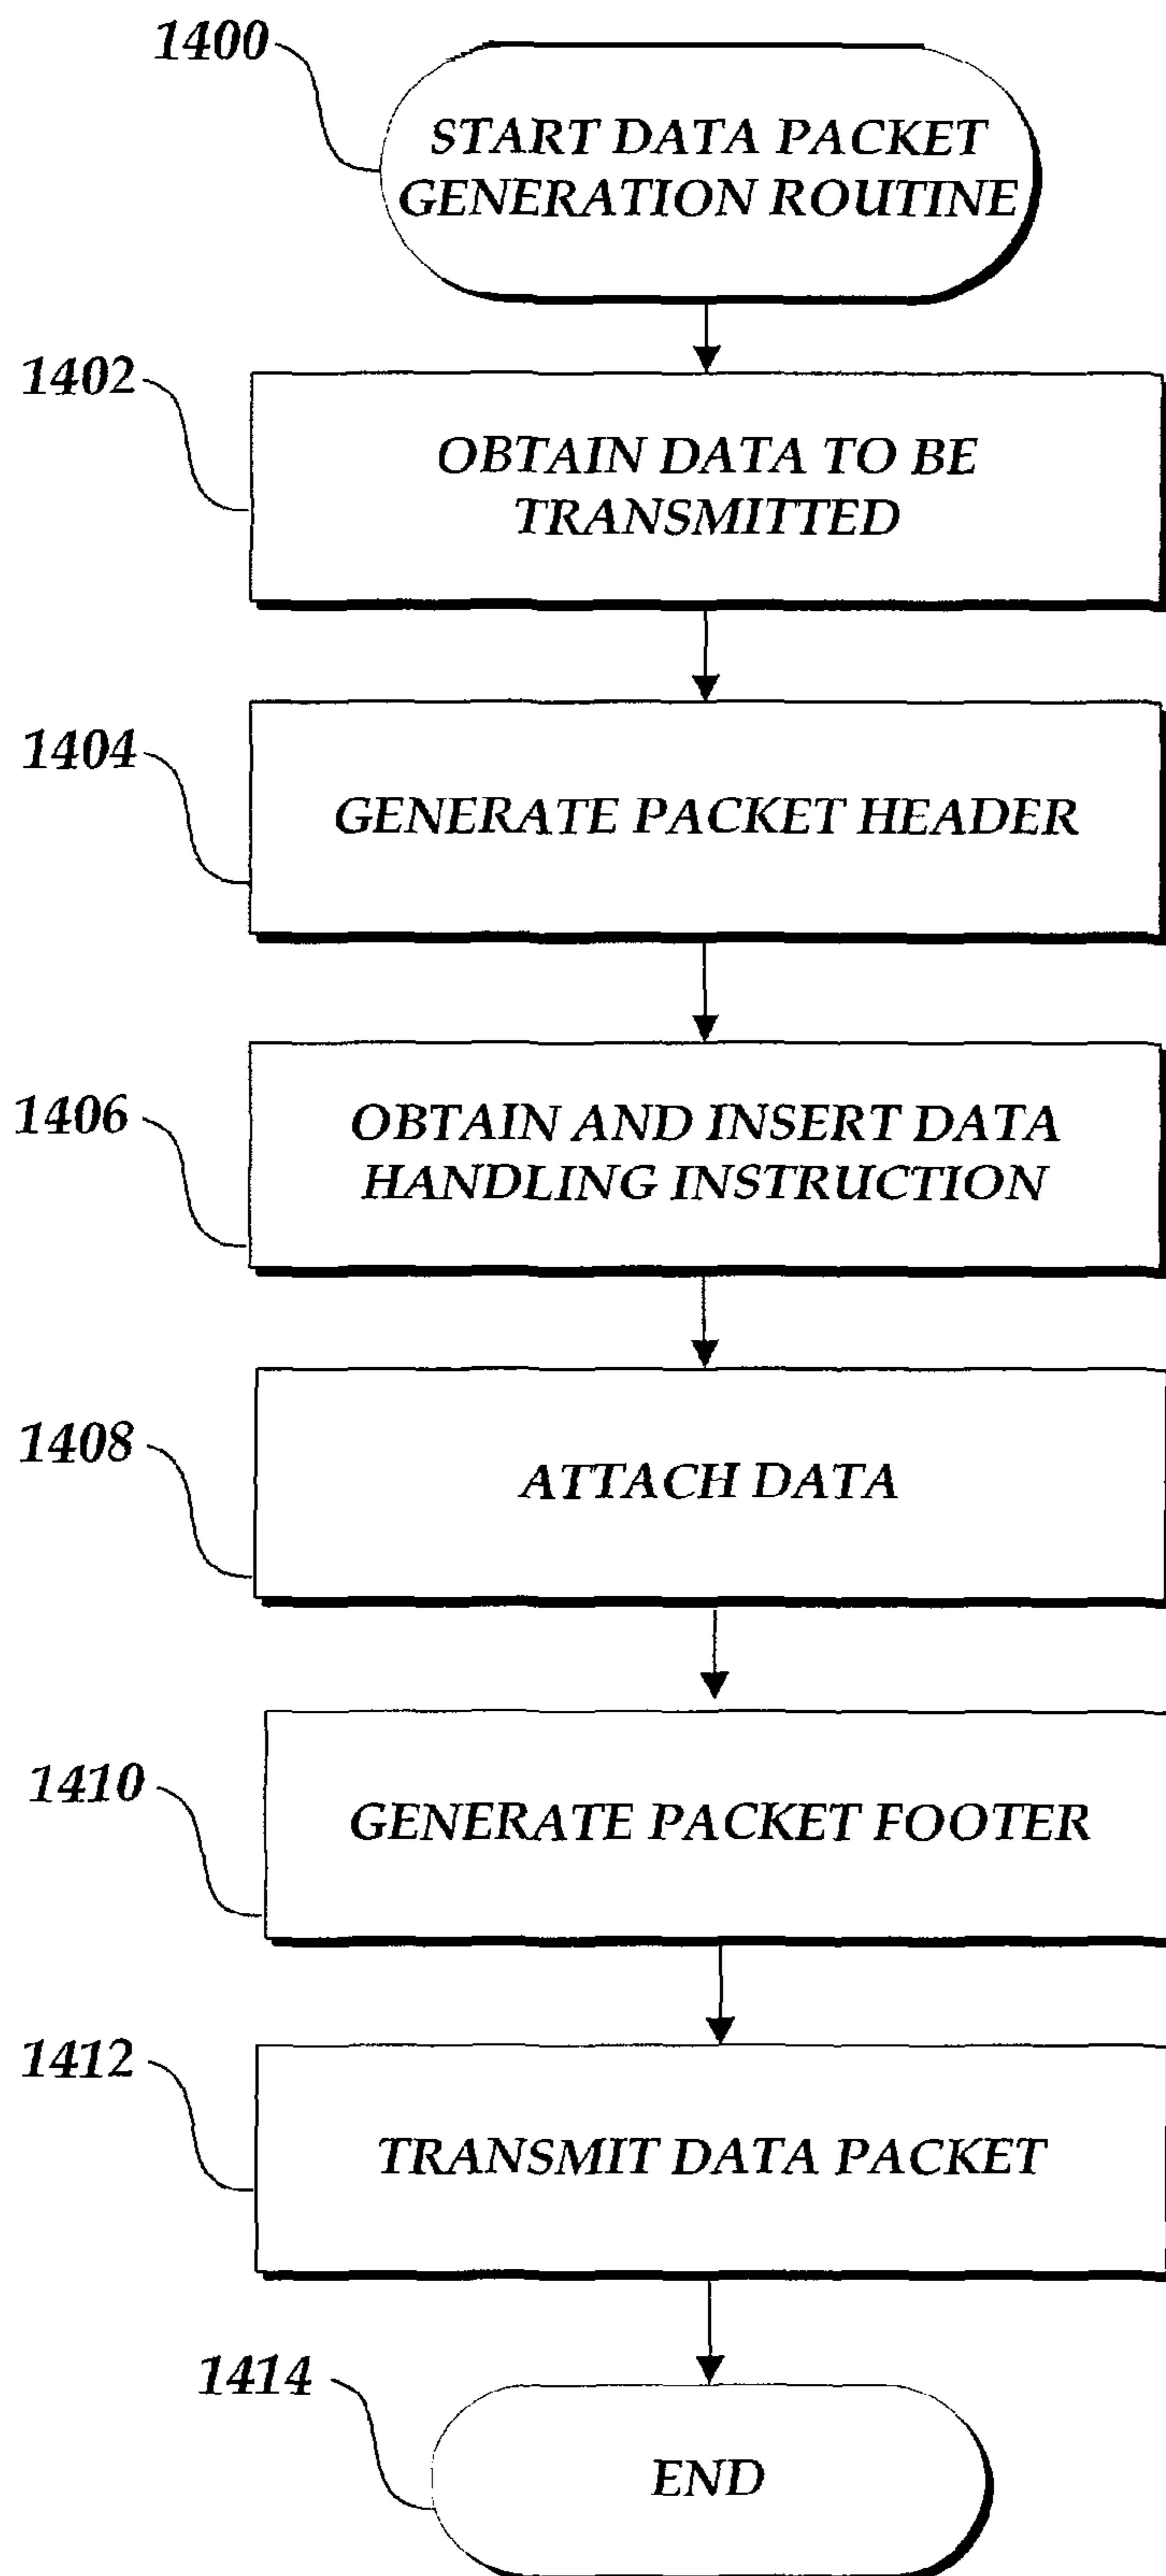 1400
START DATA PACKET
GENERATION ROUTINE
1402
OBTAIN DATA TO BE
TRANSMITTED
1404
GENERATE PACKET HEADER
1406
OBTAIN AND INSERT DATA
HANDLING INSTRUCTION
1408
ATTACH DATA
1410
GENERATE PACKET FOOTER
1412
TRANSMIT DATA PACKET
1414
END